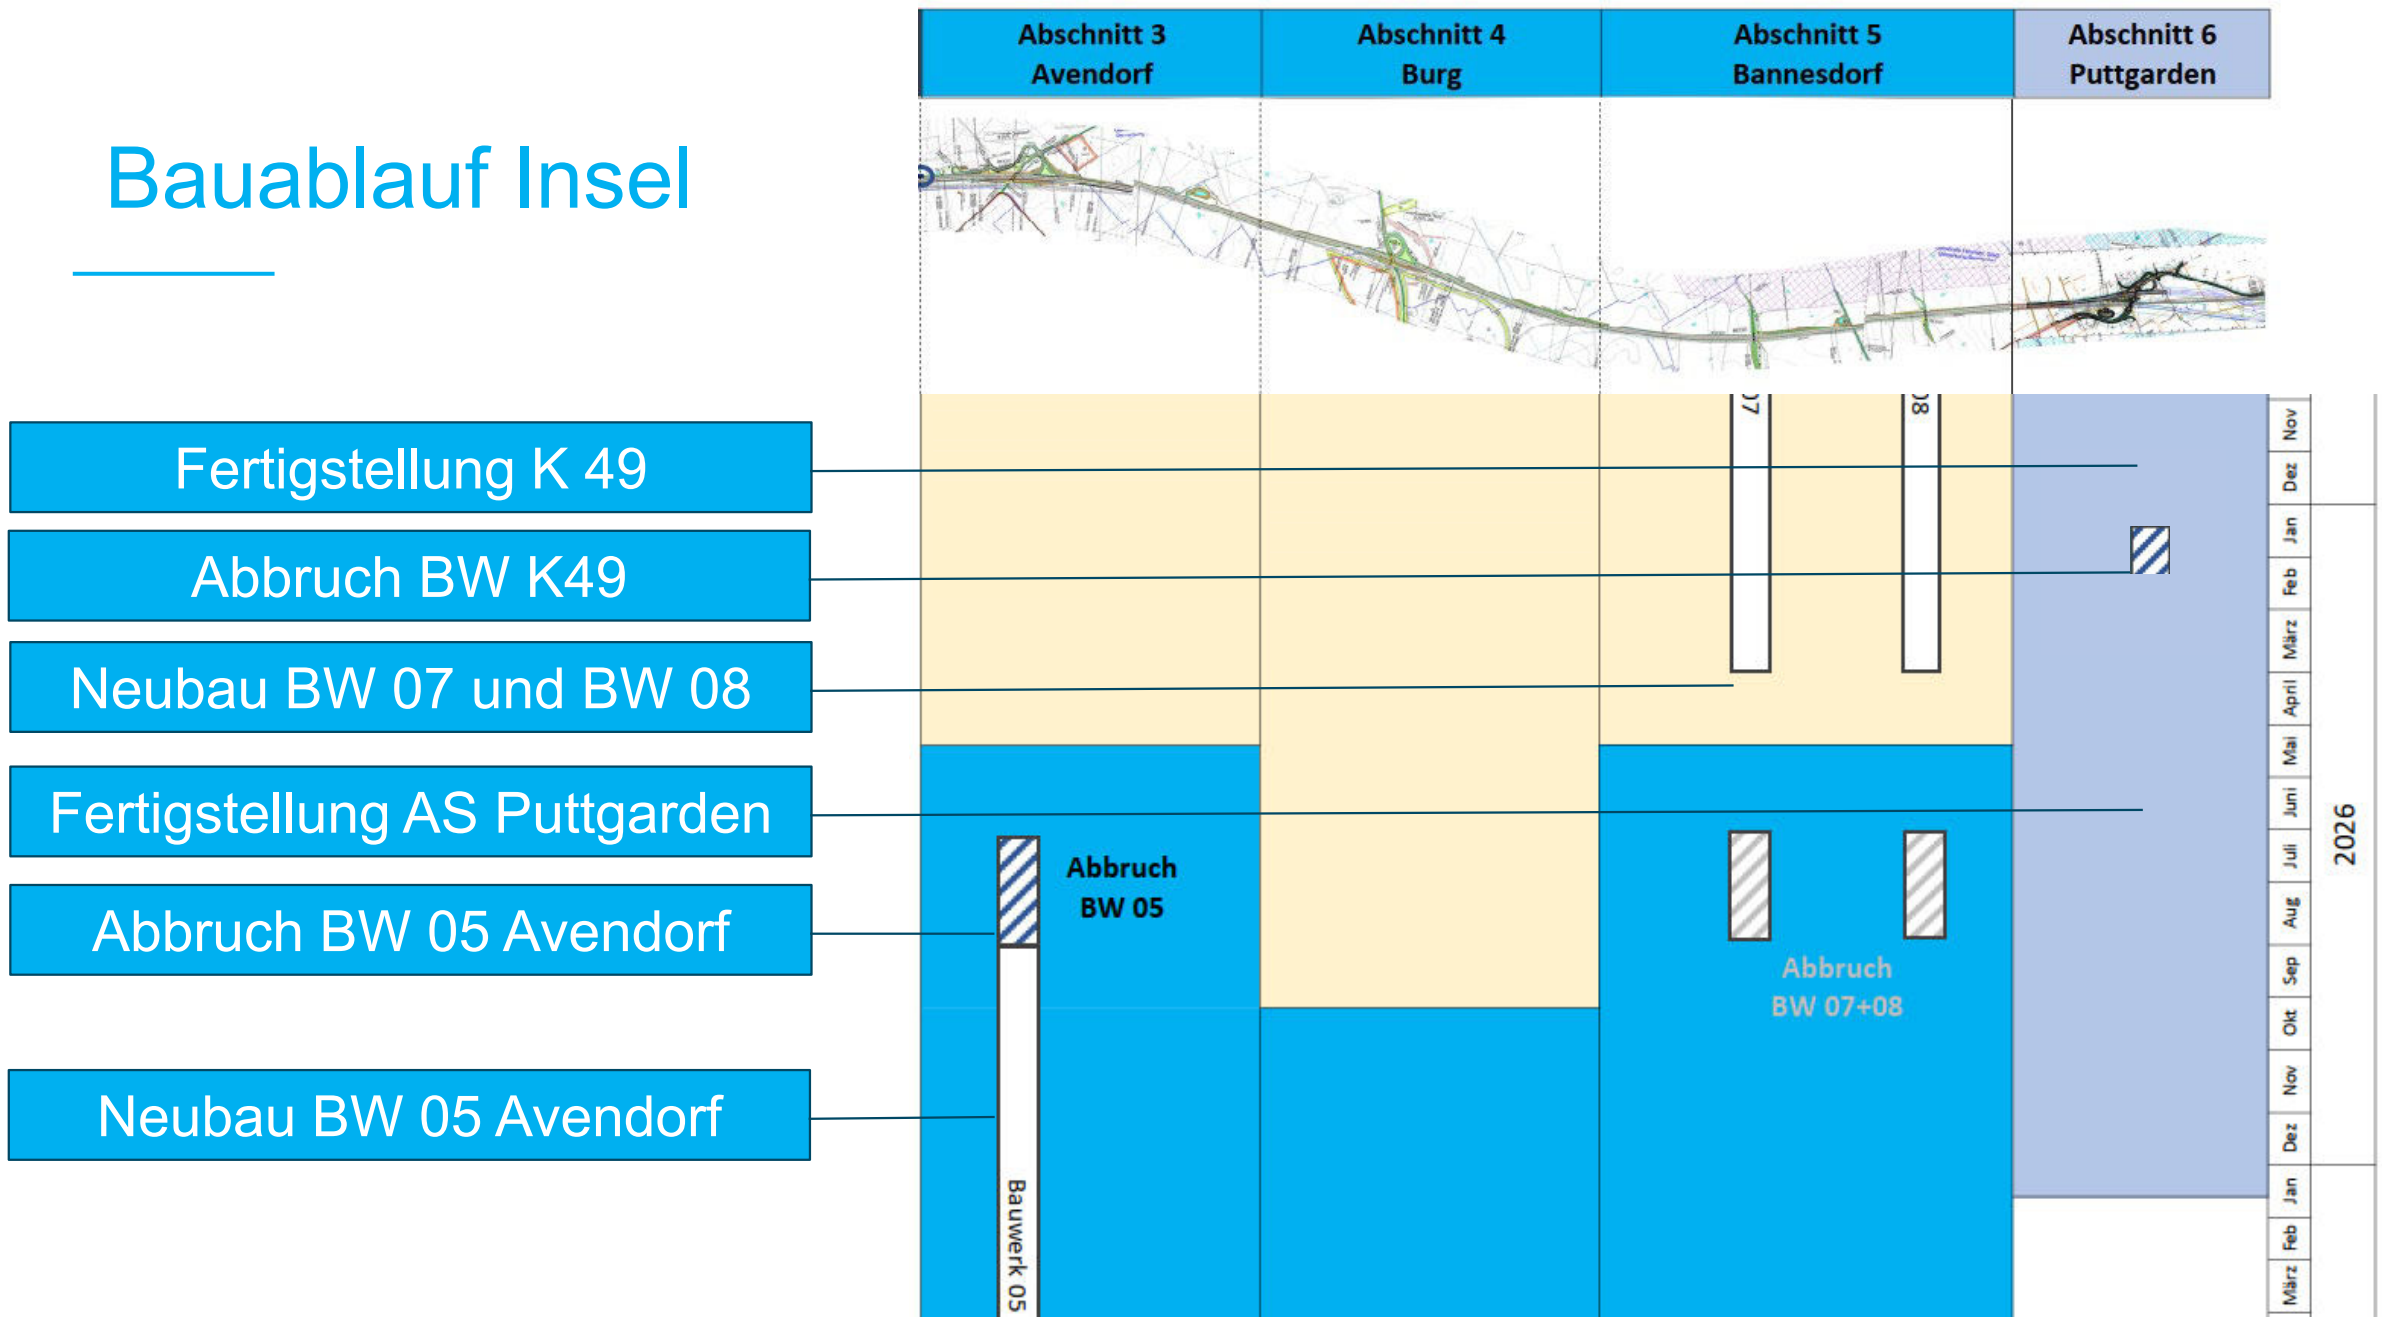 Bauablauf Insel
Abschnitt 3
Avendorf
Abschnitt 4
Burg
Abschnitt 5
Bannesdorf
Abschnitt 6
Puttgarden
Fertigstellung K 49
Abbruch BW K49
Neubau BW 07 und BW 08
Fertigstellung AS Puttgarden
Abbruch BW 05 Avendorf
Neubau BW 05 Avendorf
07
08
Abbruch
BW 05
Abbruch
BW 07+08
Bauwerk 05
Nov
Dez
Jan
Feb
März
April
Mai
Juni
Juli
Aug
Sep
Okt
Nov
Dez
Jan
Feb
März
2026